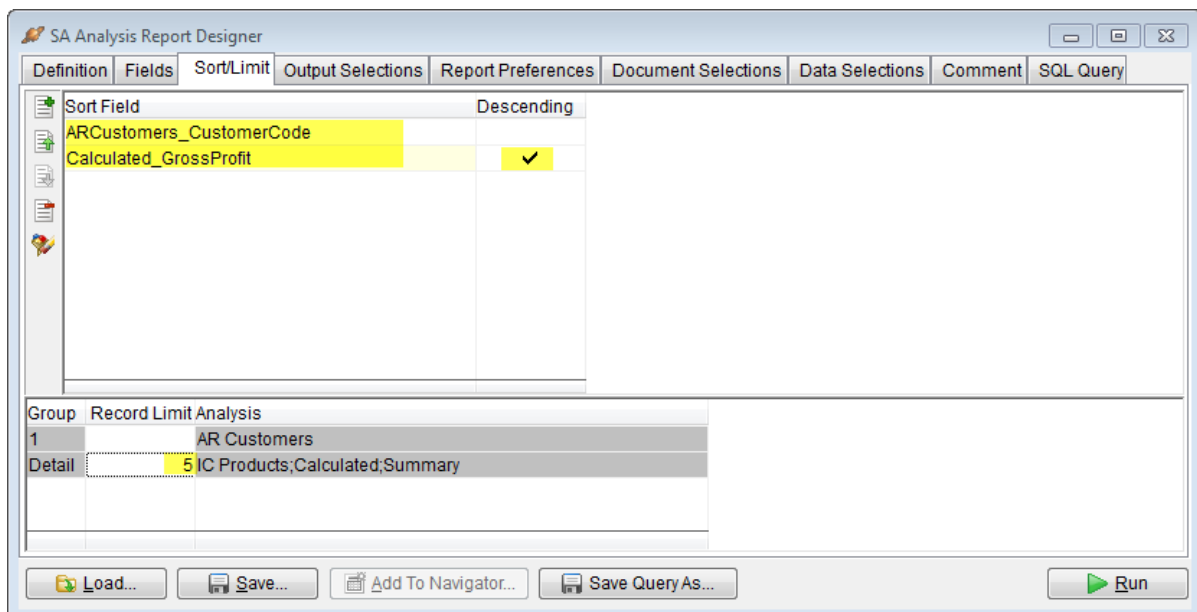 SA Analysis Report Designer
Definition Fields Sort/Limit Output Selections Report Preferences Document Selections Data Selections Comment SQL Query
Sort Field Descending
ARCustomers_CustomerCode
Calculated_GrossProfit
Group Record Limit Analysis
1 AR Customers
Detail 5 IC Products;Calculated;Summary
Load... Save... Add To Navigator... Save Query As... Run